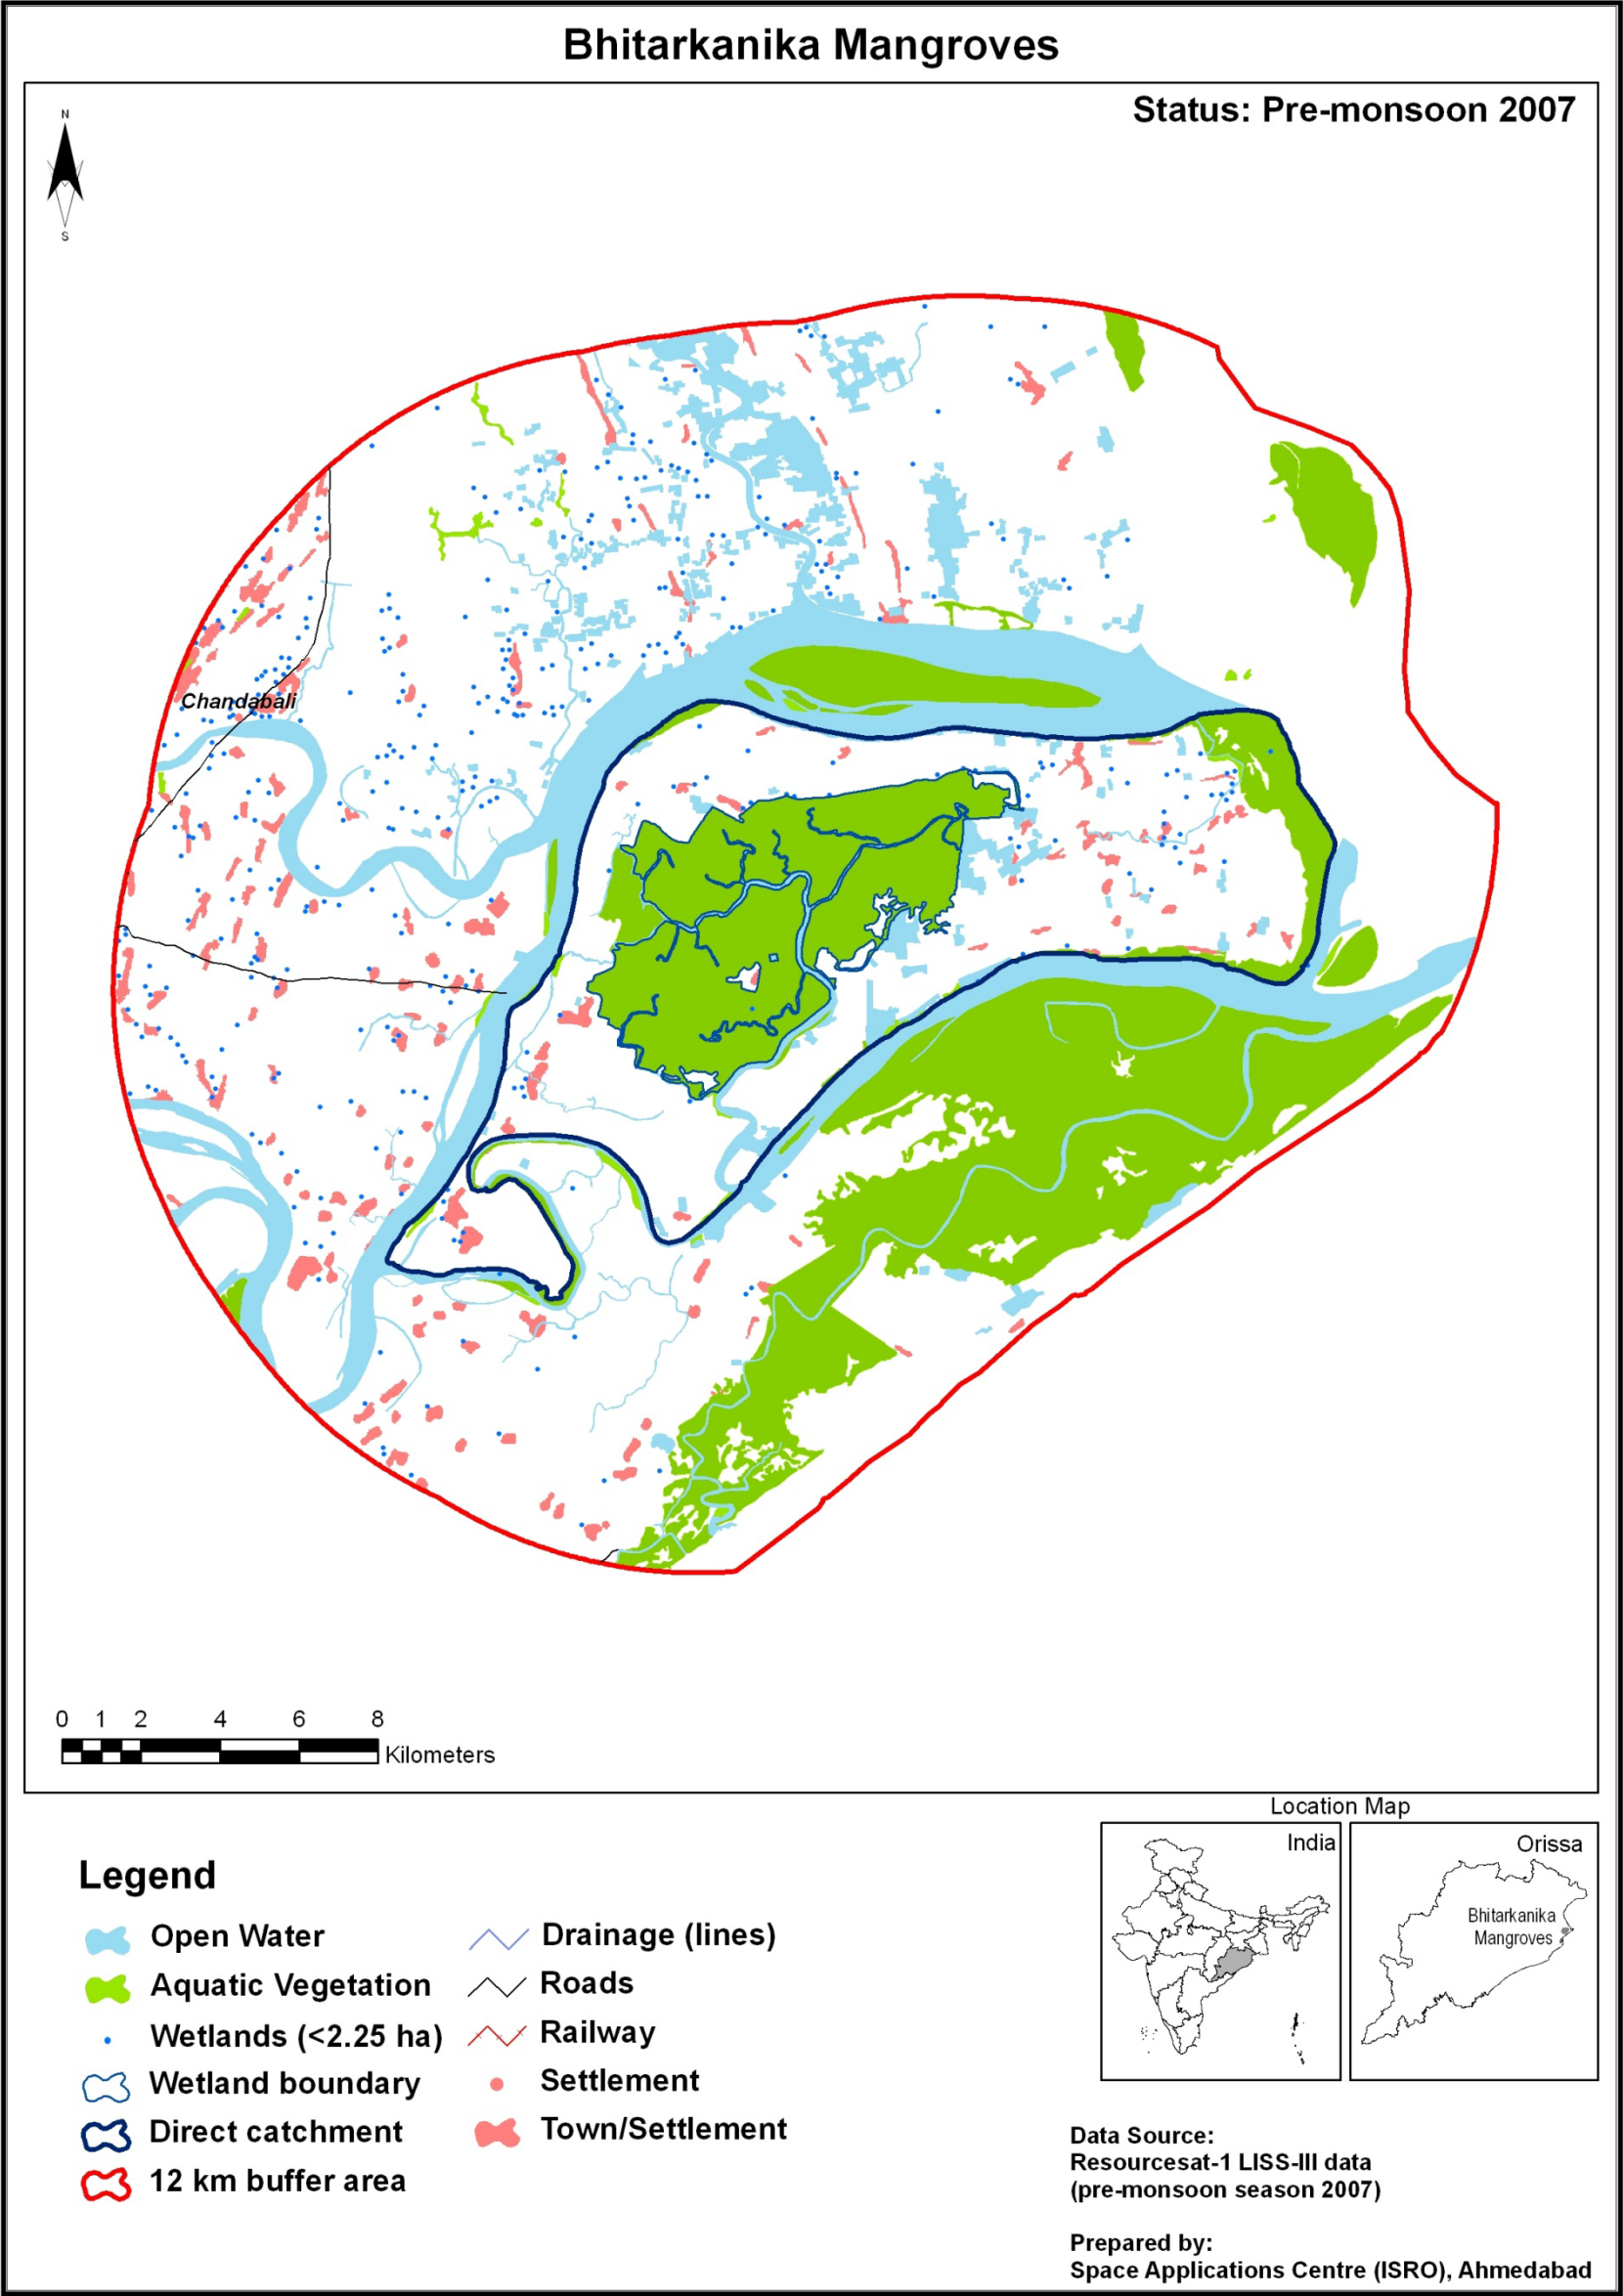 Bhitarkanika Mangroves
Status: Pre-monsoon 2007
N
S
Chandabali
0 1 2 4 6 8
Kilometers
Location Map
India
Orissa
Bhitarkanika
Mangroves
Legend
Open Water
Aquatic Vegetation
Wetlands (<2.25 ha)
Wetland boundary
Direct catchment
12 km buffer area
Drainage (lines)
Roads
Railway
Settlement
Town/Settlement
Data Source:
Resourcesat-1 LISS-III data
(pre-monsoon season 2007)
Prepared by:
Space Applications Centre (ISRO), Ahmedabad